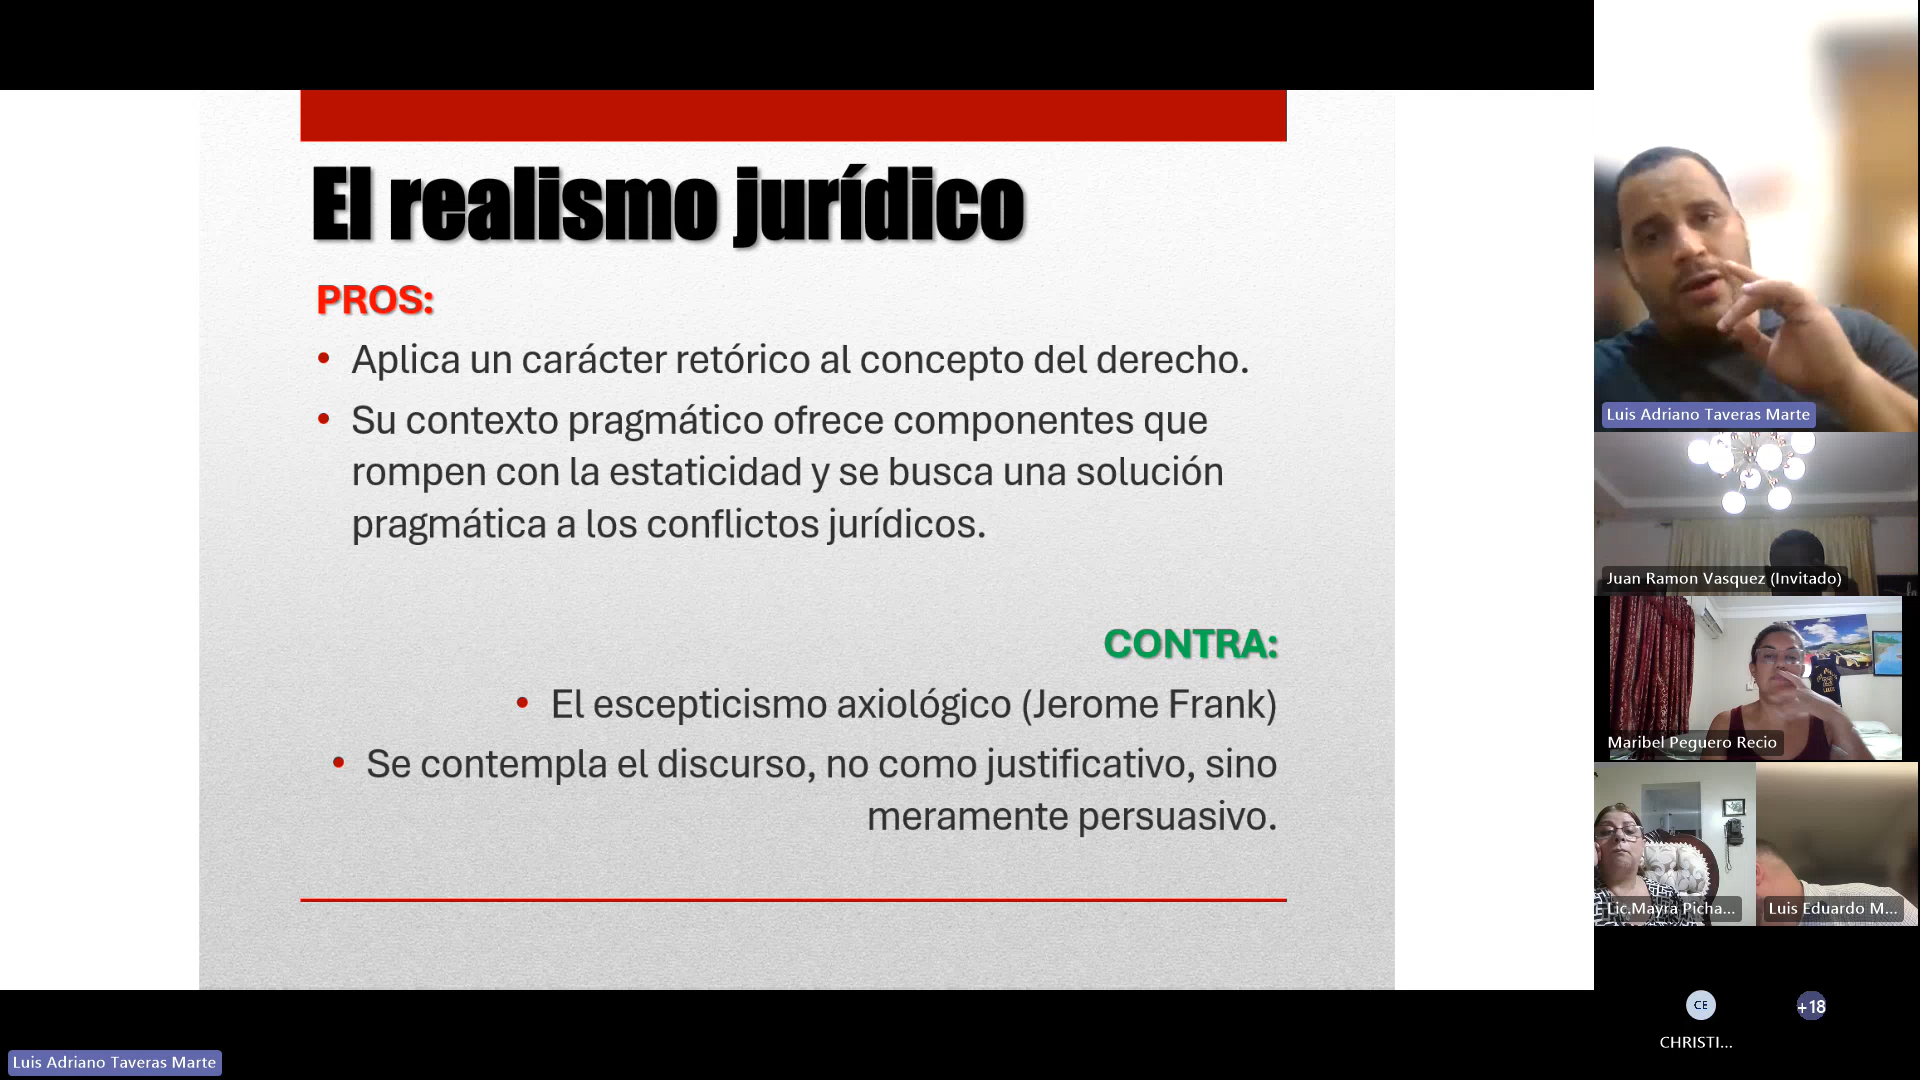 El realismo jurídico
PROS:
• Aplica un carácter retórico al concepto del derecho.
• Su contexto pragmático ofrece componentes que
rompen con la estaticidad y se busca una solución
pragmática a los conflictos jurídicos.
CONTRA:
• El escepticismo axiológico (Jerome Frank)
• Se contempla el discurso, no como justificativo, sino
meramente persuasivo.
Luis Adriano Taveras Marte
Luis Adriano Taveras Marte
Juan Ramon Vasquez (Invitado)
Maribel Peguero Recio
Lic.Mayra Picha...
Luis Eduardo M...
CE
+18
CHRISTI...